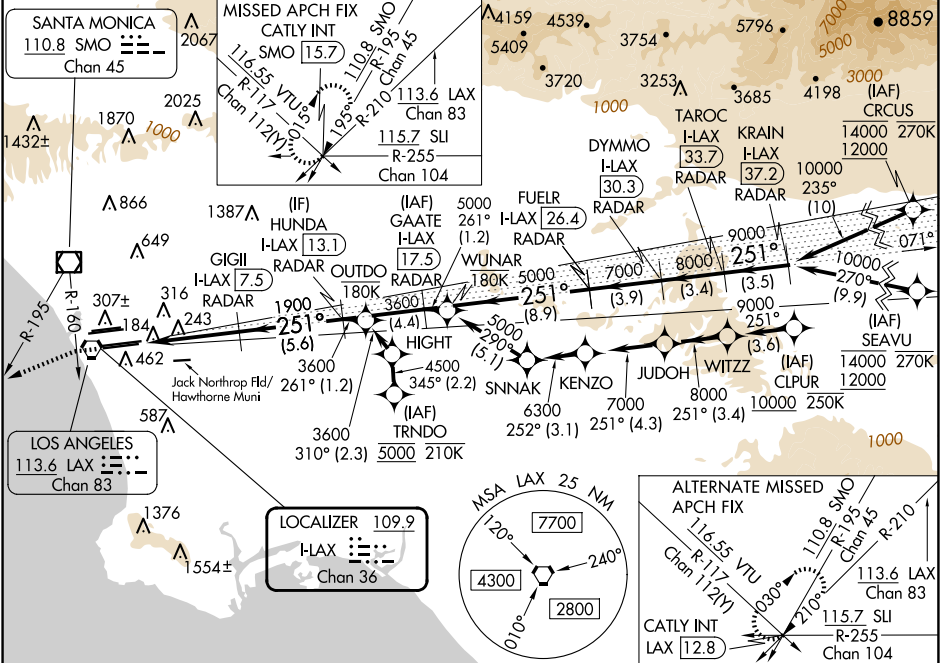 SANTA MONICA
110.8 SMO
Chan 45
2067
MISSED APCH FIX
CATLY INT
SMO 15.7
110.8 SMO
R-195
Chan 45
116.55 VTU
R-117
Chan 112(Y)
R-210
015°
195°
113.6 LAX
Chan 83
115.7 SLI
R-255
Chan 104
4159
5409
4539
3720
3754
3253
5796
3685
4198
7000
5000
8859
3000
1000
1432±
1870
2025
1000
866
649
1387
307±
316
243
184
462
587
1376
1554±
R-195
R-160
(IAF)
CRCUS
14000 270K
12000
TAROC
I-LAX
33.7
RADAR
KRAIN
I-LAX
37.2
RADAR
10000
235°
(10)
DYMMO
I-LAX
30.3
RADAR
FUELR
I-LAX 26.4
RADAR
5000
261°
(1.2)
WUNAR
180K
(IAF)
GAATE
I-LAX
17.5
RADAR
(IF)
HUNDA
I-LAX 13.1
RADAR
OUTDO
180K
GIGII
I-LAX 7.5
RADAR
1900
251°
(5.6)
3600
(4.4)
5000
251°
(8.9)
7000
(3.9)
8000
(3.4)
9000
251°
(3.5)
071°
10000
270°
(9.9)
(IAF)
SEAVU
14000 270K
12000
9000
251°
(3.6)
(IAF)
CLPUR
10000 250K
WITZZ
8000
251° (3.4)
JUDOH
7000
251° (4.3)
KENZO
6300
252° (3.1)
SNNAK
5000
290°
(5.1)
HIGHT
4500
345° (2.2)
(IAF)
TRNDO
5000 210K
3600
261° (1.2)
3600
310° (2.3)
Jack Northrop Fld/
Hawthorne Muni
LOS ANGELES
113.6 LAX
Chan 83
LOCALIZER 109.9
I-LAX
Chan 36
MSA LAX 25 NM
120°
240°
010°
7700
4300
2800
1000
ALTERNATE MISSED
APCH FIX
116.55 VTU
R-117
Chan 112(Y)
110.8 SMO
R-195
Chan 45
R-210
030°
210°
113.6 LAX
Chan 83
CATLY INT
LAX 12.8
115.7 SLI
R-255
Chan 104